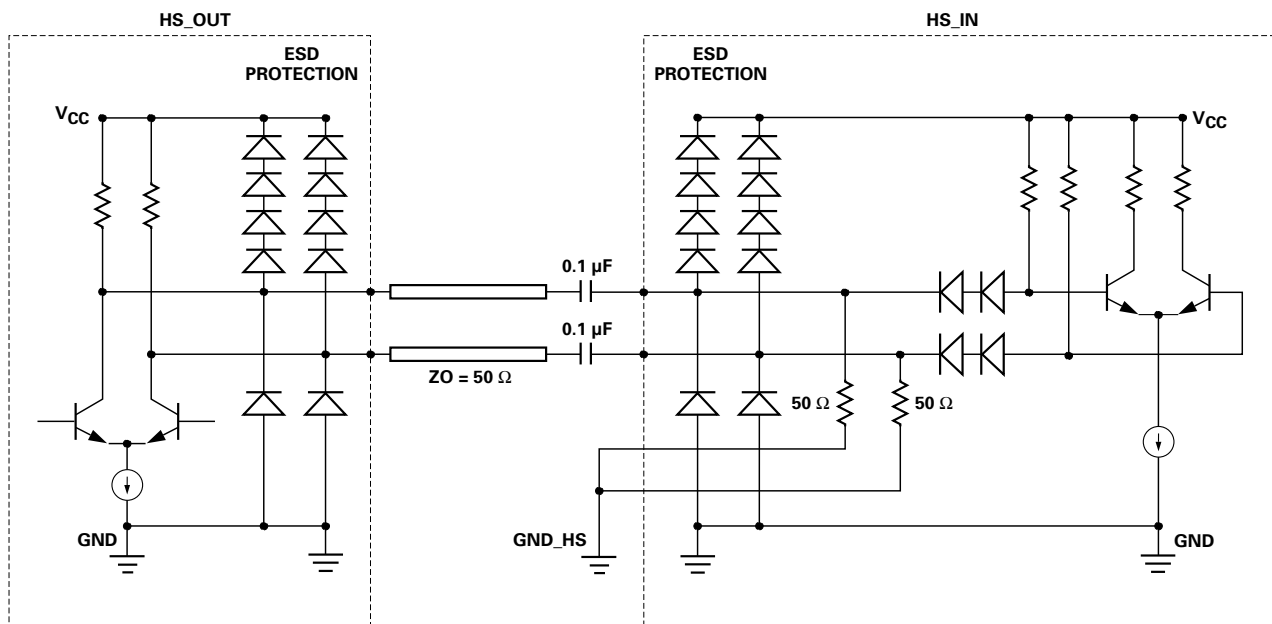 HS_OUT
HS_IN
ESD
PROTECTION
ESD
PROTECTION
VCC
VCC
0.1 µF
0.1 µF
ZO = 50 Ω
50 Ω
50 Ω
GND
GND_HS
GND